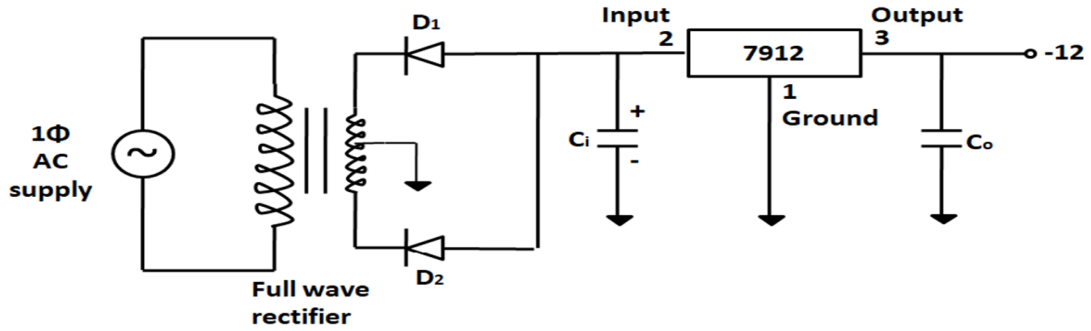 D₁
Input
2
7912
Output
3
-12
1
Ground
1Φ
AC
supply
+
Cᵢ
-
Cₒ
D₂
Full wave
rectifier